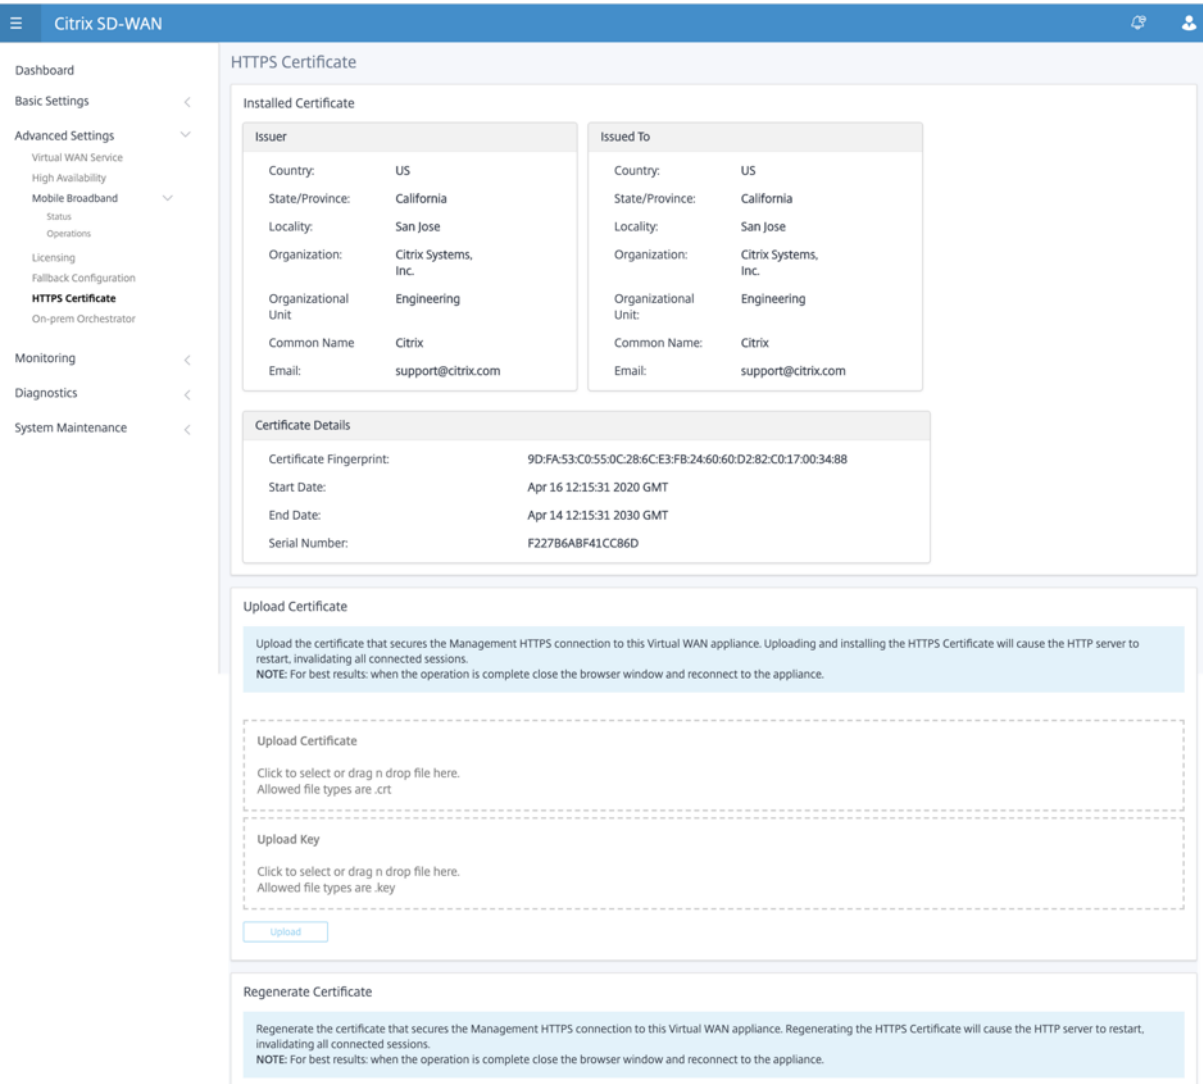 Citrix SD-WAN
Dashboard
Basic Settings
Advanced Settings
Virtual WAN Service
High Availability
Mobile Broadband
Status
Operations
Licensing
Fallback Configuration
HTTPS Certificate
On-prem Orchestrator
Monitoring
Diagnostics
System Maintenance
HTTPS Certificate
Installed Certificate
Issuer
Country: US
State/Province: California
Locality: San Jose
Organization: Citrix Systems,
Inc.
Organizational Engineering
Unit
Common Name Citrix
Email: support@citrix.com
Issued To
Country: US
State/Province: California
Locality: San Jose
Organization: Citrix Systems,
Inc.
Organizational Engineering
Unit:
Common Name: Citrix
Email: support@citrix.com
Certificate Details
Certificate Fingerprint: 9D:FA:53:C0:55:0C:28:6C:E3:FB:24:60:60:D2:82:C0:17:00:34:88
Start Date: Apr 16 12:15:31 2020 GMT
End Date: Apr 14 12:15:31 2030 GMT
Serial Number: F227B6ABF41CC86D
Upload Certificate
Upload the certificate that secures the Management HTTPS connection to this Virtual WAN appliance. Uploading and installing the HTTPS Certificate will cause the HTTP server to
restart, invalidating all connected sessions.
NOTE: For best results: when the operation is complete close the browser window and reconnect to the appliance.
Upload Certificate
Click to select or drag n drop file here.
Allowed file types are .crt
Upload Key
Click to select or drag n drop file here.
Allowed file types are .key
Upload
Regenerate Certificate
Regenerate the certificate that secures the Management HTTPS connection to this Virtual WAN appliance. Regenerating the HTTPS Certificate will cause the HTTP server to restart,
invalidating all connected sessions.
NOTE: For best results: when the operation is complete close the browser window and reconnect to the appliance.